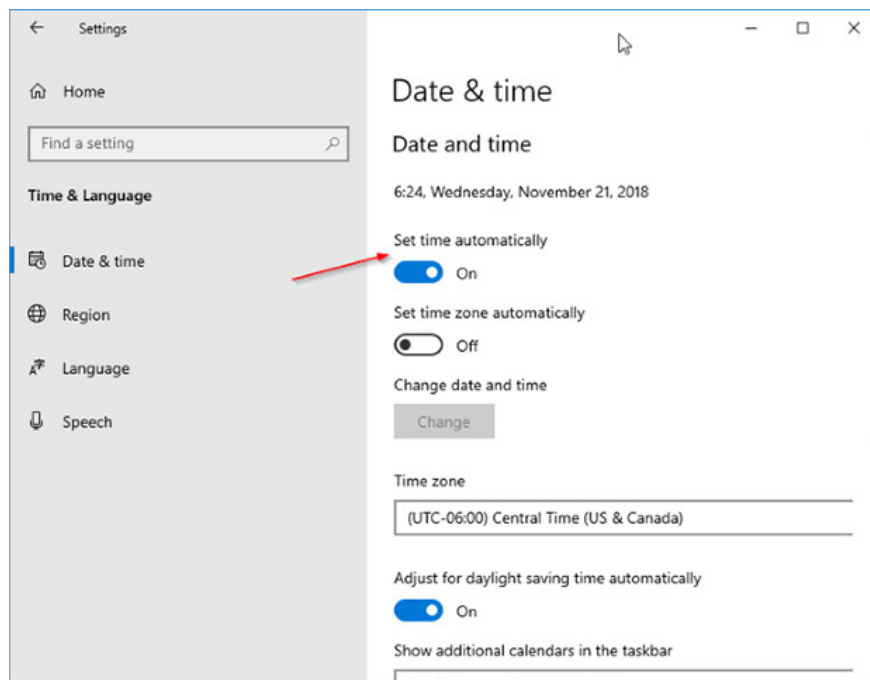 Settings
Home
Find a setting
Time & Language
Date & time
Region
Language
Speech
Date & time
Date and time
6:24, Wednesday, November 21, 2018
Set time automatically
On
Set time zone automatically
Off
Change date and time
Change
Time zone
(UTC-06:00) Central Time (US & Canada)
Adjust for daylight saving time automatically
On
Show additional calendars in the taskbar